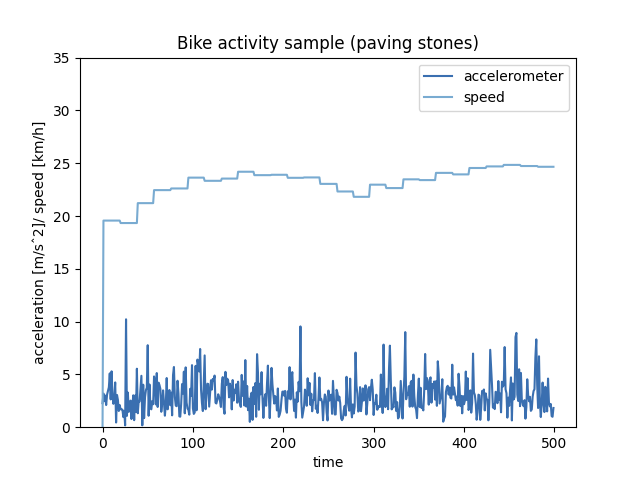 Bike activity sample (paving stones)
accelerometer
speed
acceleration [m/sˆ2]/ speed [km/h]
35
30
25
20
15
10
5
0
0 100 200 300 400 500
time